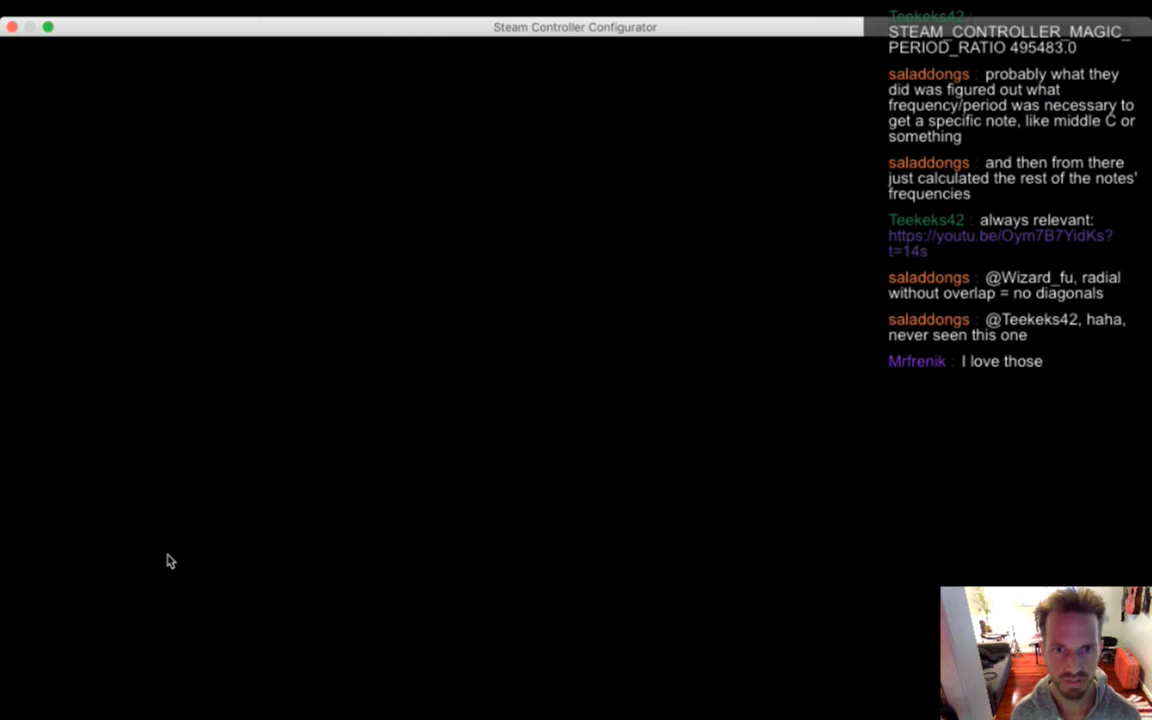 Teekeks42 :
Steam Controller Configurator
STEAM_CONTROLLER_MAGIC_
PERIOD_RATIO 495483.0
saladdongs : probably what they
did was figured out what
frequency/period was necessary to
get a specific note, like middle C or
something
saladdongs : and then from there
just calculated the rest of the notes'
frequencies
Teekeks42 : always relevant:
https://youtu.be/Oym7B7YidKs?
t=14s
saladdongs : @Wizard_fu, radial
without overlap = no diagonals
saladdongs : @Teekeks42, haha,
never seen this one
Mrfrenik : I love those